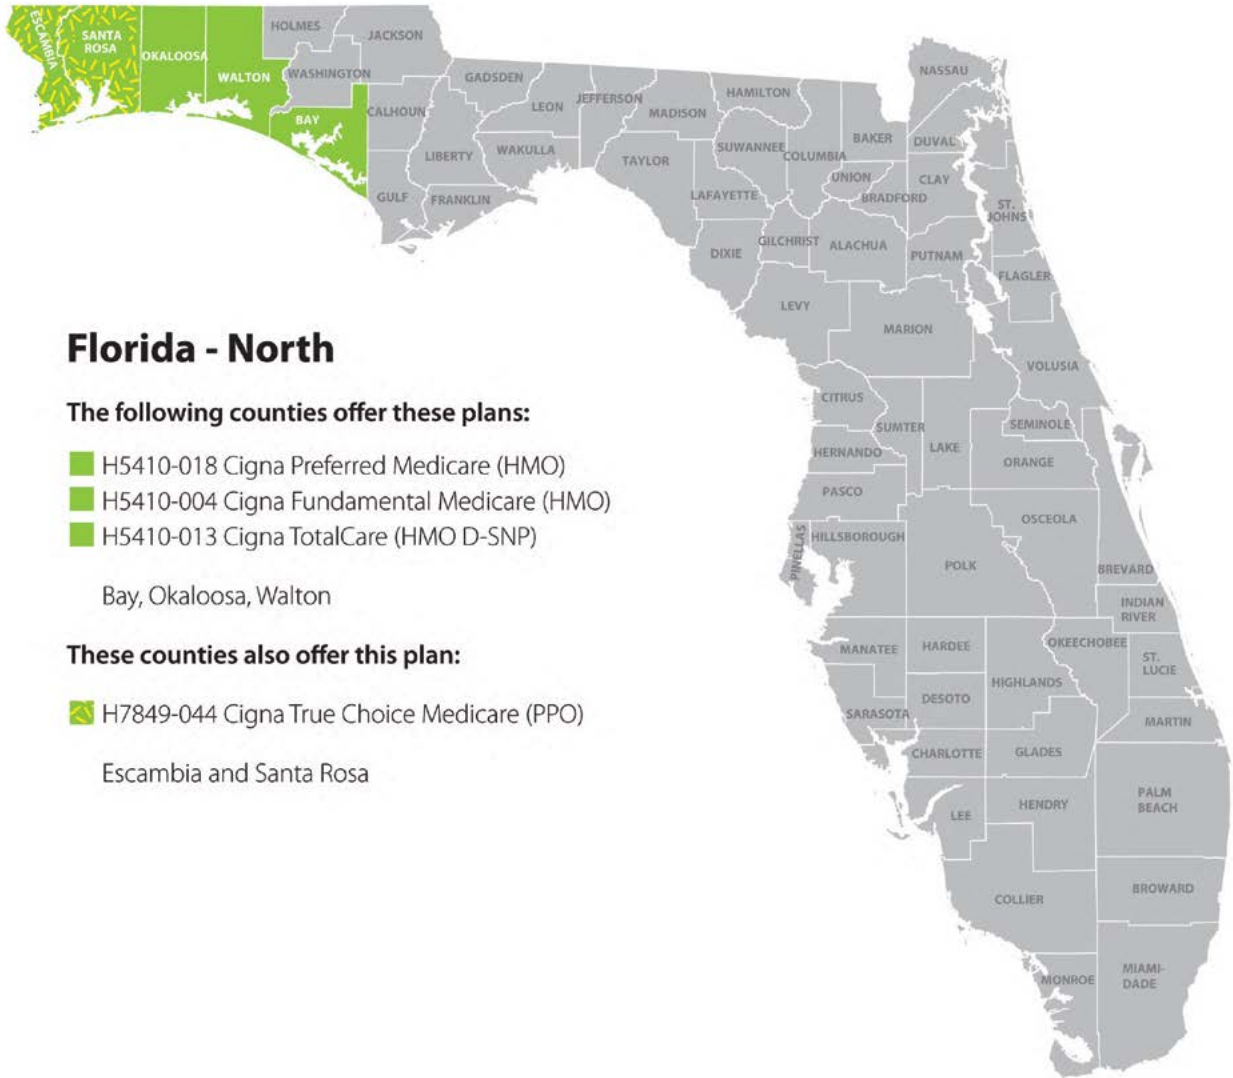 ESCAMBIA
SANTA
ROSA
OKALOOSA
WALTON
HOLMES
JACKSON
WASHINGTON
BAY
CALHOUN
GADSDEN
LEON
JEFFERSON
MADISON
HAMILTON
NASSAU
LIBERTY
WAKULLA
TAYLOR
SUWANNEE
COLUMBIA
BAKER
DUVAL
GULF
FRANKLIN
LAFAYETTE
UNION
BRADFORD
CLAY
ST.
JOHNS
DIXIE
GILCHRIST
ALACHUA
PUTNAM
FLAGLER
LEVY
MARION
VOLUSIA
Florida - North
The following counties offer these plans:
H5410-018 Cigna Preferred Medicare (HMO)
H5410-004 Cigna Fundamental Medicare (HMO)
H5410-013 Cigna TotalCare (HMO D-SNP)
Bay, Okaloosa, Walton
These counties also offer this plan:
H7849-044 Cigna True Choice Medicare (PPO)
Escambia and Santa Rosa
CITRUS
SUMTER
LAKE
SEMINOLE
HERNANDO
ORANGE
PASCO
OSCEOLA
PINELLAS
HILLSBOROUGH
POLK
BREVARD
INDIAN
RIVER
MANATEE
HARDEE
OKEECHOBEE
ST.
LUCIE
HIGHLANDS
DESOTO
SARASOTA
MARTIN
CHARLOTTE
GLADES
LEE
HENDRY
PALM
BEACH
COLLIER
BROWARD
MONROE
MIAMI-
DADE